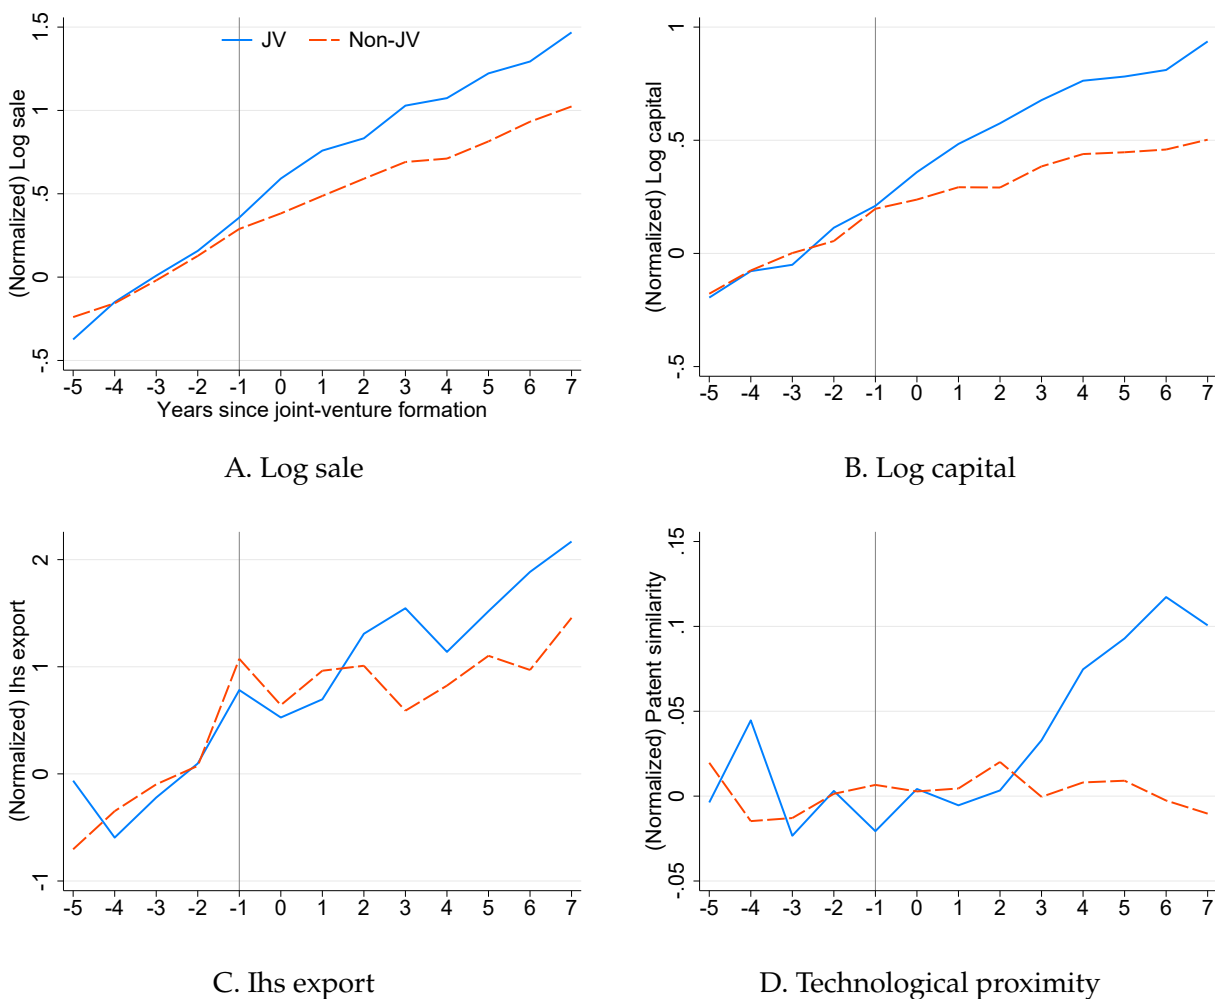 (Normalized) Log sale
1.5
1
.5
0
-.5
JV
Non-JV
-5 -4 -3 -2 -1 0 1 2 3 4 5 6 7
Years since joint-venture formation
A. Log sale
(Normalized) Log capital
1
.5
0
-.5
-5 -4 -3 -2 -1 0 1 2 3 4 5 6 7
B. Log capital
(Normalized) Ihs export
2
1
0
-1
-5 -4 -3 -2 -1 0 1 2 3 4 5 6 7
C. Ihs export
(Normalized) Patent similarity
.15
.1
.05
0
-.05
-5 -4 -3 -2 -1 0 1 2 3 4 5 6 7
D. Technological proximity